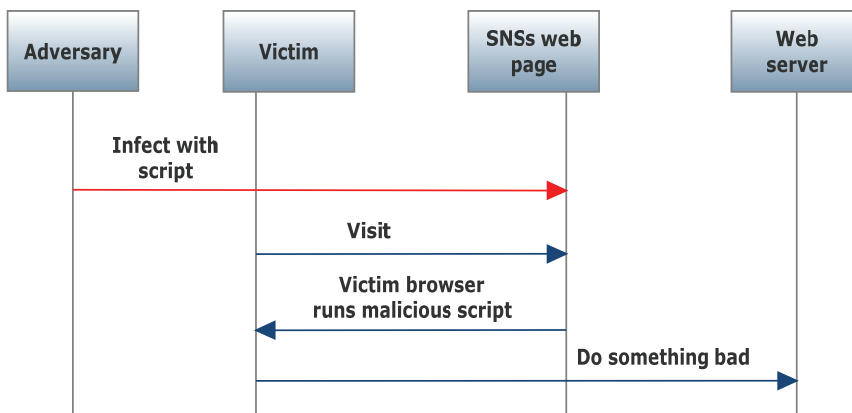 Adversary
Victim
SNSs web
page
Web
server
Infect with
script
Visit
Victim browser
runs malicious script
Do something bad